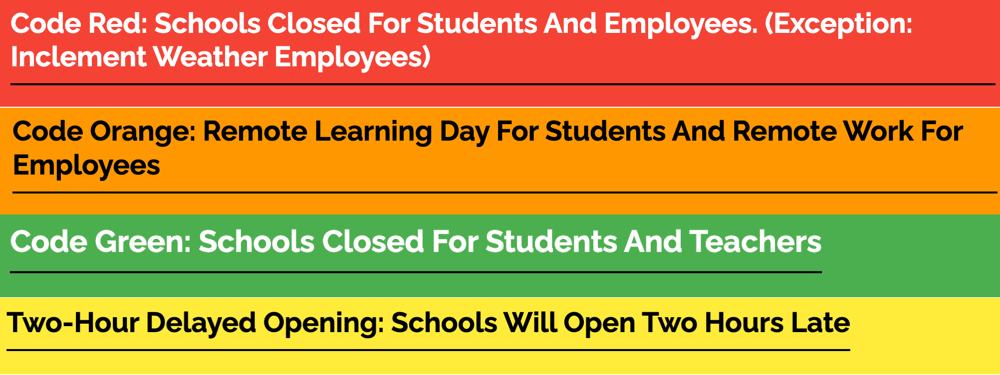 Code Red: Schools Closed For Students And Employees. (Exception:
Inclement Weather Employees)
Code Orange: Remote Learning Day For Students And Remote Work For
Employees
Code Green: Schools Closed For Students And Teachers
Two-Hour Delayed Opening: Schools Will Open Two Hours Late